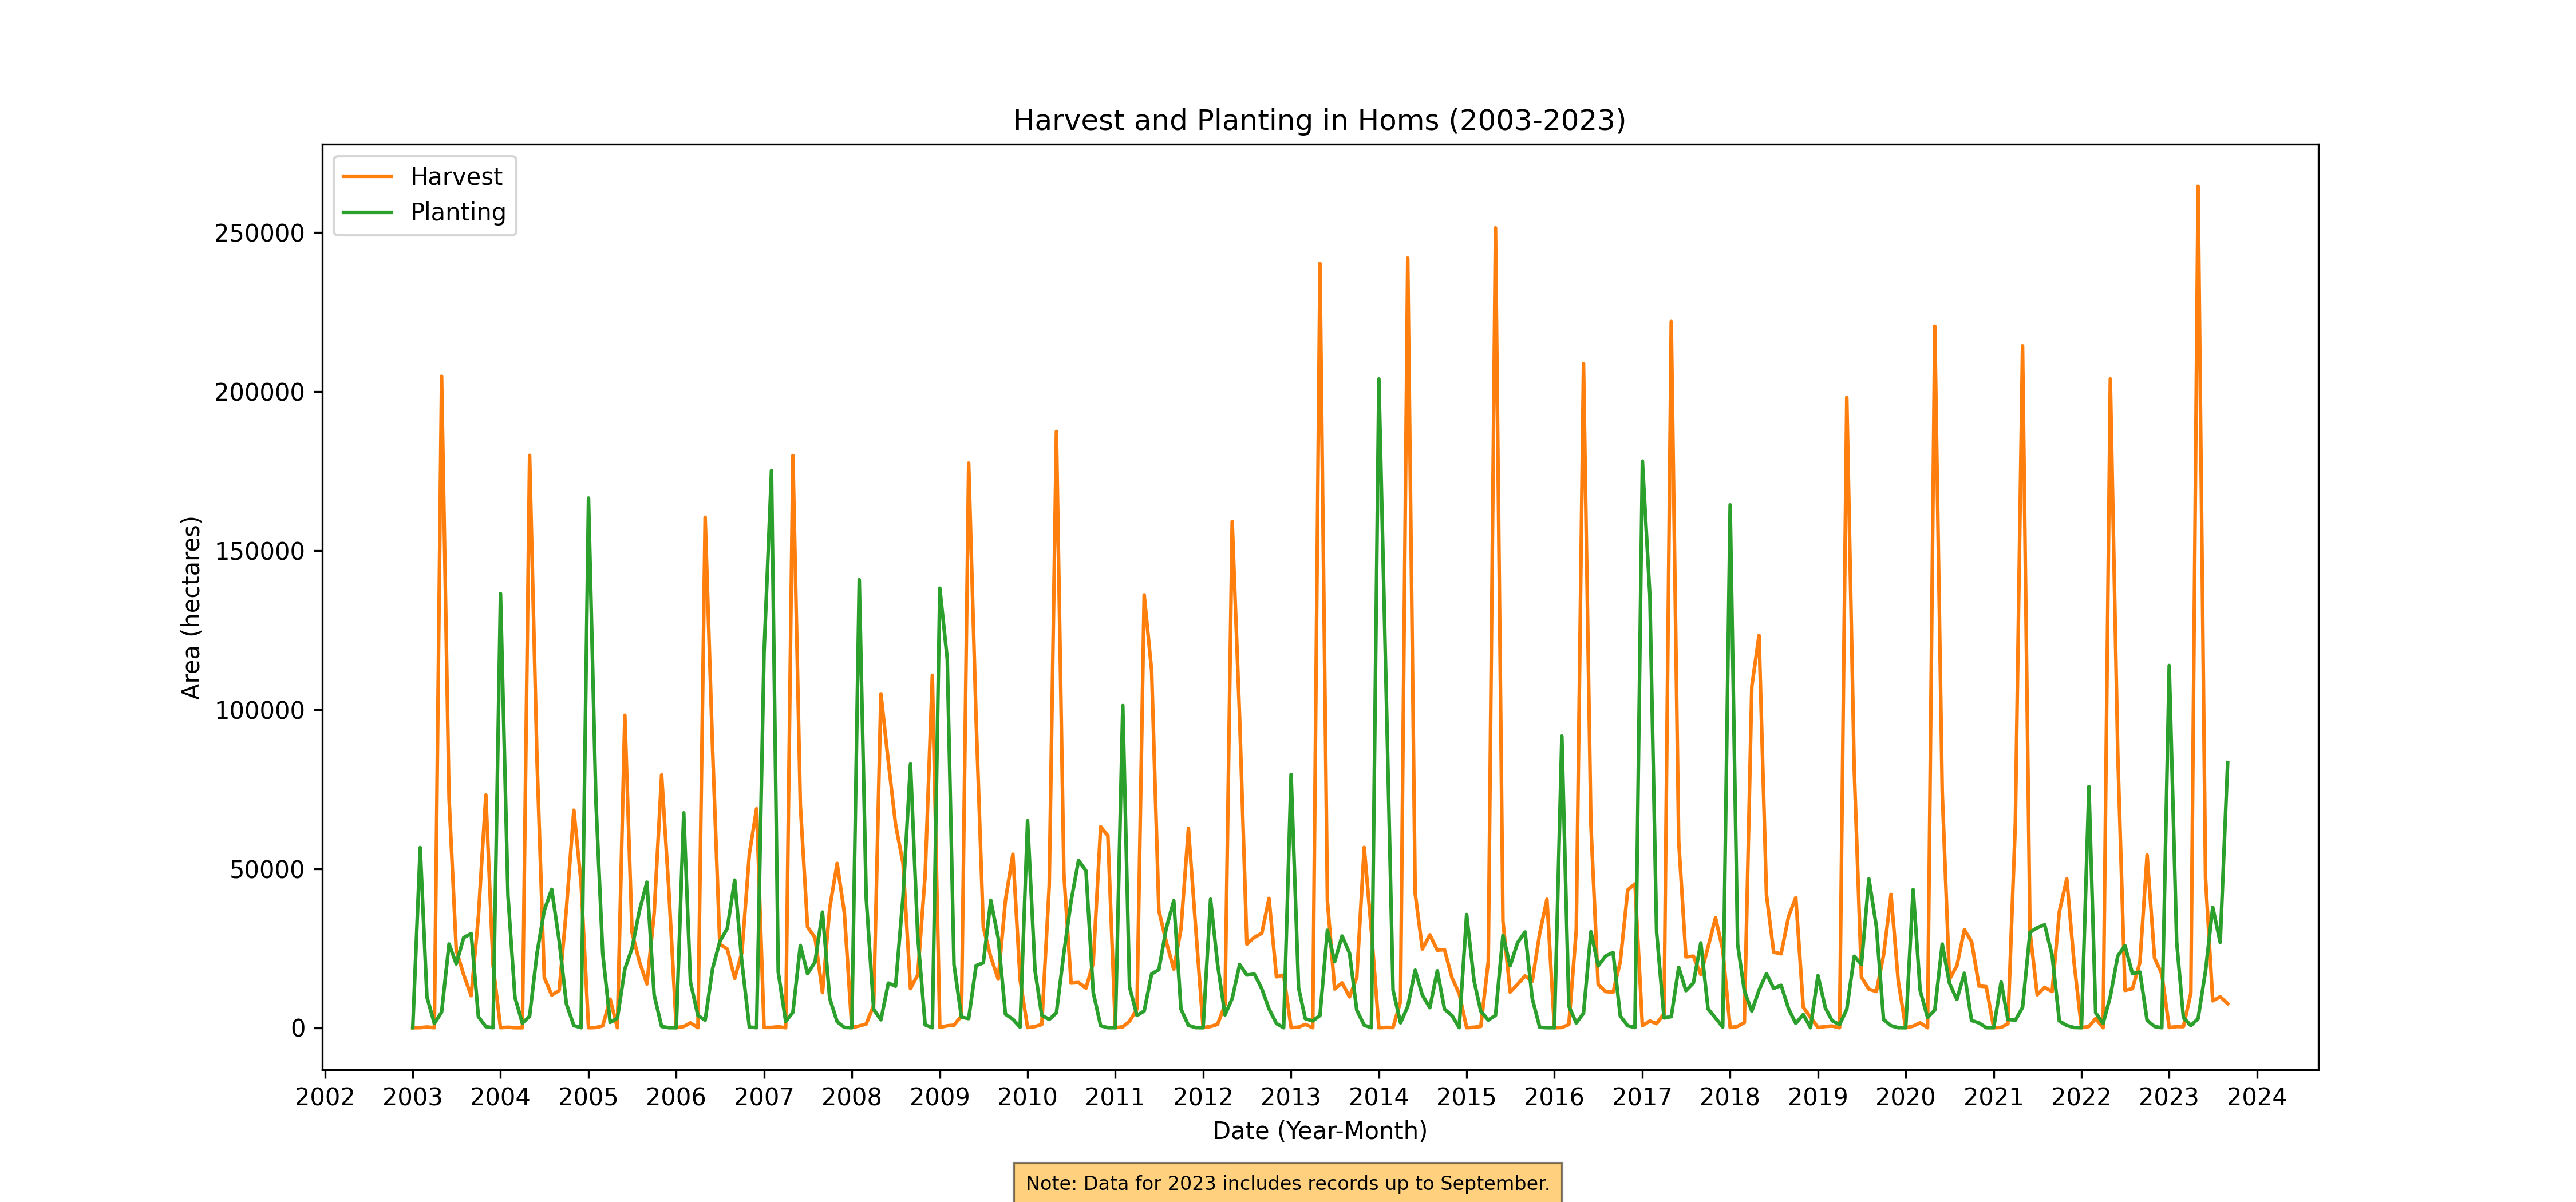 Harvest and Planting in Homs (2003-2023)
Harvest
Planting
250000
200000
150000
100000
50000
0
Area (hectares)
2002 2003 2004 2005 2006 2007 2008 2009 2010 2011 2012 2013 2014 2015 2016 2017 2018 2019 2020 2021 2022 2023 2024
Date (Year-Month)
Note: Data for 2023 includes records up to September.